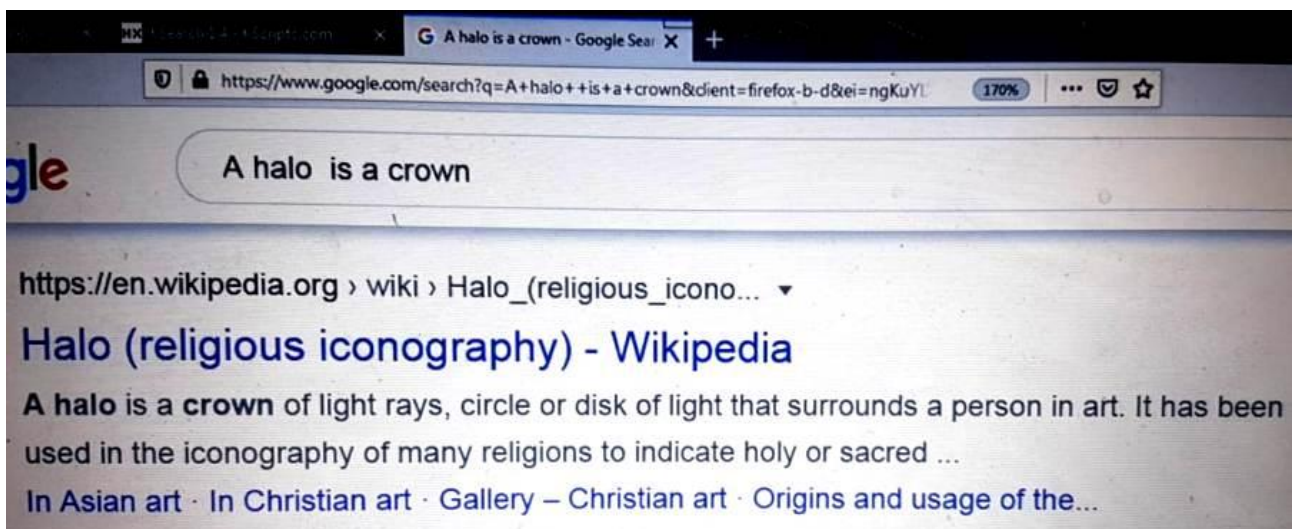 A halo is a crown - Google Sear
https://www.google.com/search?q=A+halo++is+a+crown&client=firefox-b-d&ei=ngKuYL
170%
gle
A halo  is a crown
https://en.wikipedia.org › wiki › Halo_(religious_icono...
Halo (religious iconography) - Wikipedia
A halo is a crown of light rays, circle or disk of light that surrounds a person in art. It has been
used in the iconography of many religions to indicate holy or sacred ...
In Asian art · In Christian art · Gallery – Christian art · Origins and usage of the...